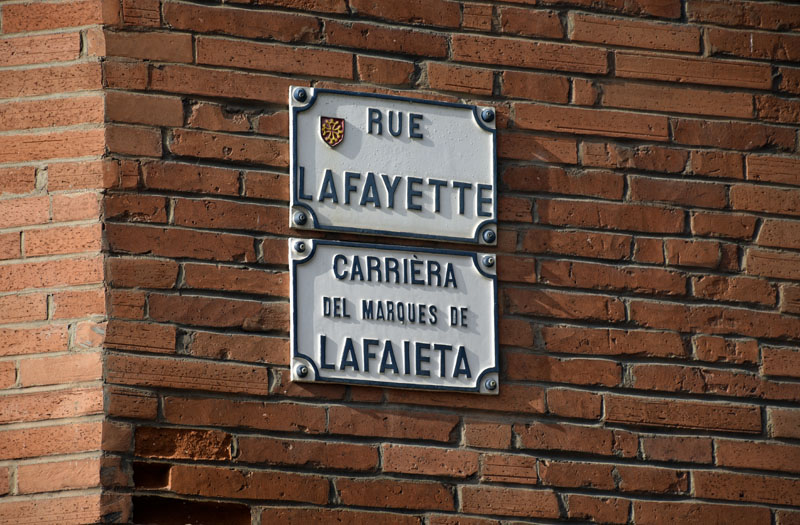 RUE
LAFAYETTE
CARRIÈRA
DEL MARQUES DE
LAFAIETA